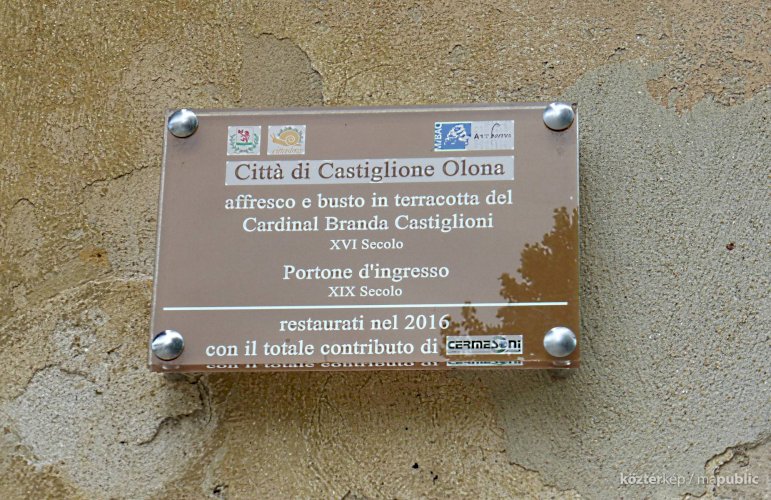 MiBAC
Città di Castiglione Olona
affresco e busto in terracotta del
Cardinal Branda Castiglioni
XVI Secolo
Portone d'ingresso
XIX Secolo
restaurati nel 2016
con il totale contributo di CERMESONI
köztérkép / mapublic